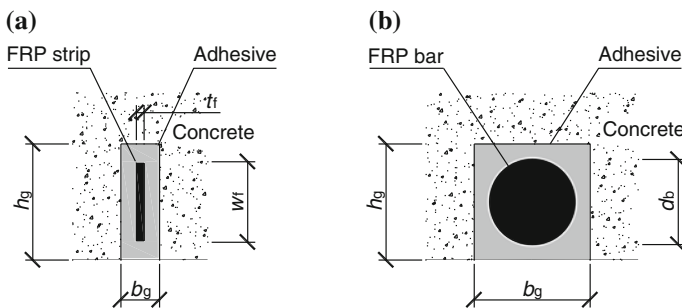 (a)
FRP strip
Adhesive
tf
Concrete
hg
wf
bg
(b)
FRP bar
Adhesive
Concrete
hg
db
bg